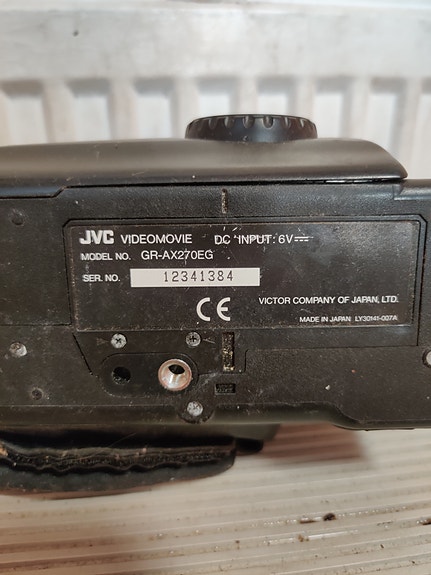 JVC VIDEOMOVIE DC INPUT: 6V⎓
MODEL NO. GR-AX270EG
SER. NO. 12341384
CE VICTOR COMPANY OF JAPAN, LTD.
MADE IN JAPAN LY30141-007A